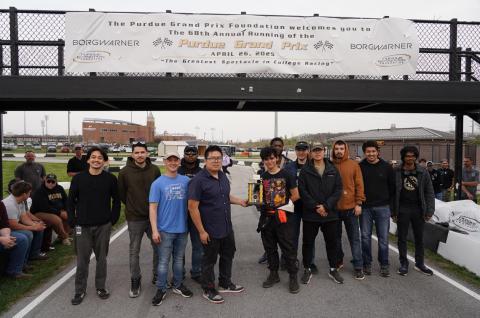 The Purdue Grand Prix Foundation welcomes you to
The 68th Annual Running of the
BORGWARNER
Purdue Grand Prix
BORGWARNER
APRIL 26, 2025
"The Greatest Spectacle in College Racing"